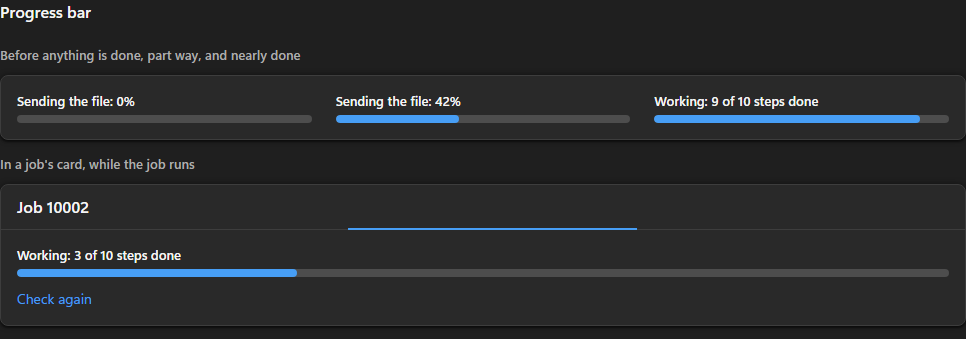 Progress bar
Before anything is done, part way, and nearly done
Sending the file: 0%
Sending the file: 42%
Working: 9 of 10 steps done
In a job's card, while the job runs
Job 10002
Working: 3 of 10 steps done
Check again